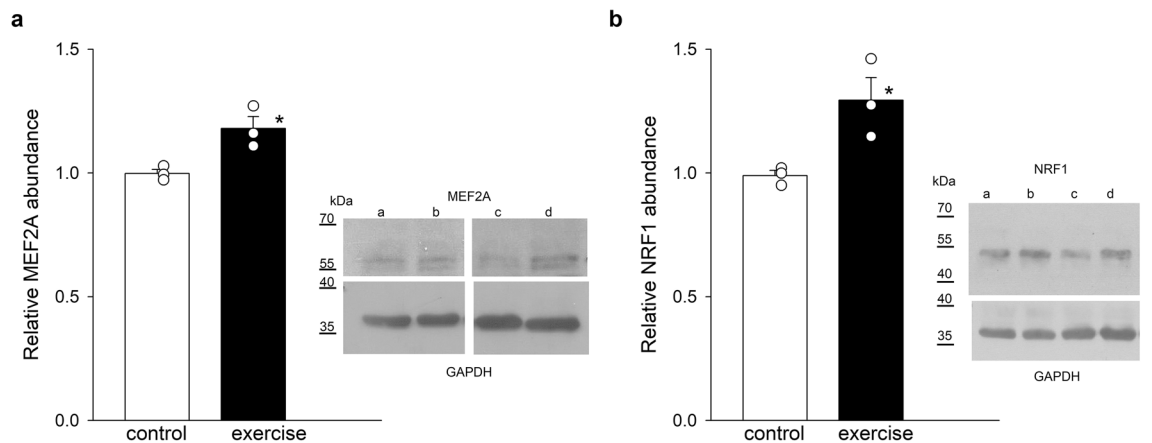 a
Relative MEF2A abundance
1.5
1.0
0.5
0.0
*
control
exercise
MEF2A
kDa
a b c d
70
55
40
35
GAPDH
b
Relative NRF1 abundance
1.5
1.0
0.5
0.0
*
control
exercise
NRF1
kDa
a b c d
70
55
40
40
35
GAPDH